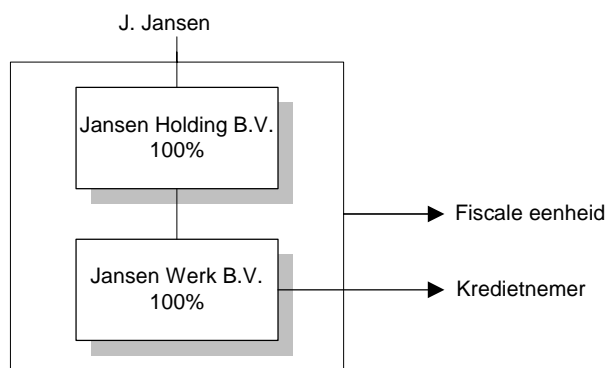 J. Jansen
Jansen Holding B.V.
100%
Fiscale eenheid
Jansen Werk B.V.
100%
Kredietnemer